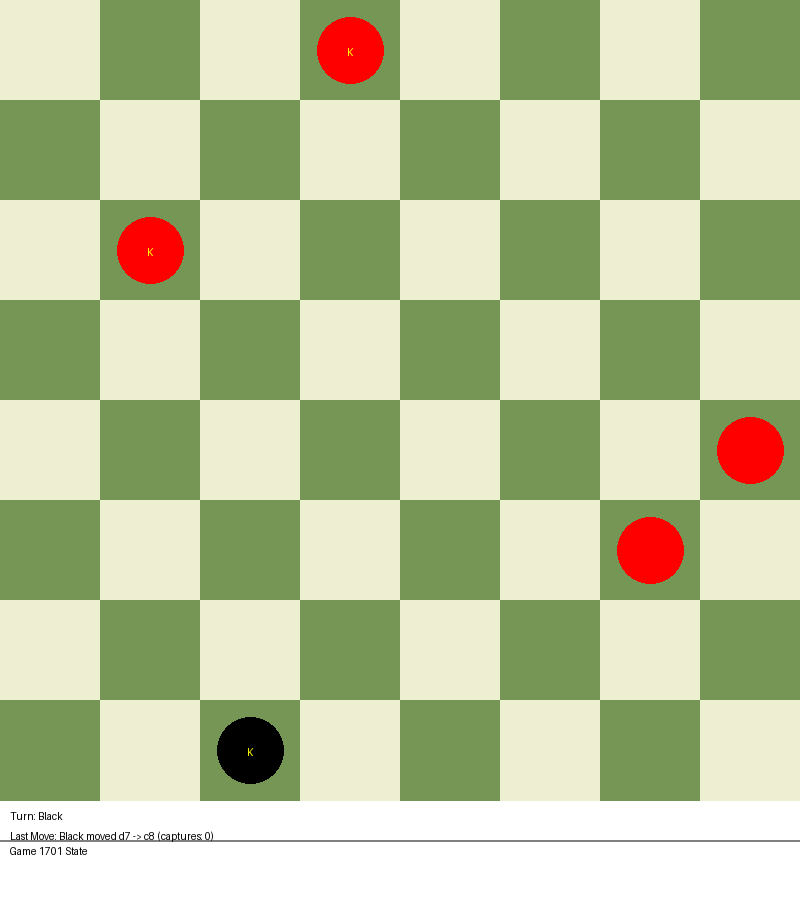 K
K
K
Turn: Black
Last Move: Black moved d7 -> c8 (captures: 0)
Game 1701 State